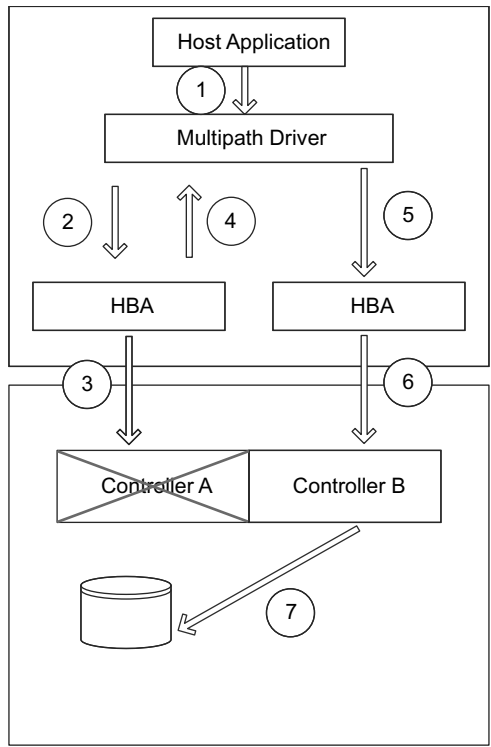 Host Application
1
Multipath Driver
2
4
5
HBA
HBA
3
6
Controller A
Controller B
7